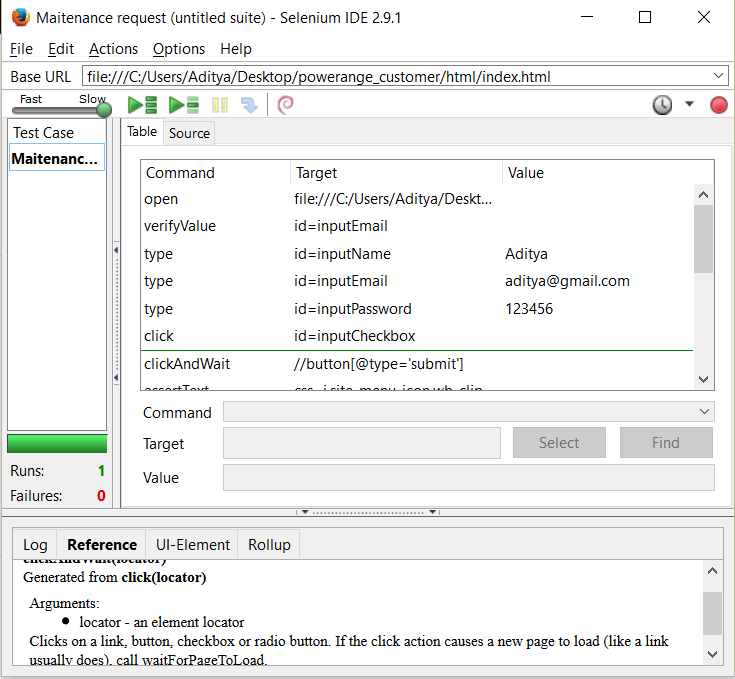 Maitenance request (untitled suite) - Selenium IDE 2.9.1
File Edit Actions Options Help
Base URL file:///C:/Users/Aditya/Desktop/powerange_customer/html/index.html
Fast Slow
Test Case
Maitenanc...
Table Source
Command Target Value
open file:///C:/Users/Aditya/Deskt...
verifyValue id=inputEmail
type id=inputName Aditya
type id=inputEmail aditya@gmail.com
type id=inputPassword 123456
click id=inputCheckbox
clickAndWait //button[@type='submit']
assertText
Command
Target Select Find
Value
Runs: 1
Failures: 0
Log Reference UI-Element Rollup
clickAndWait(locator)
Generated from click(locator)
Arguments:
locator - an element locator
Clicks on a link, button, checkbox or radio button. If the click action causes a new page to load (like a link
usually does), call waitForPageToLoad.